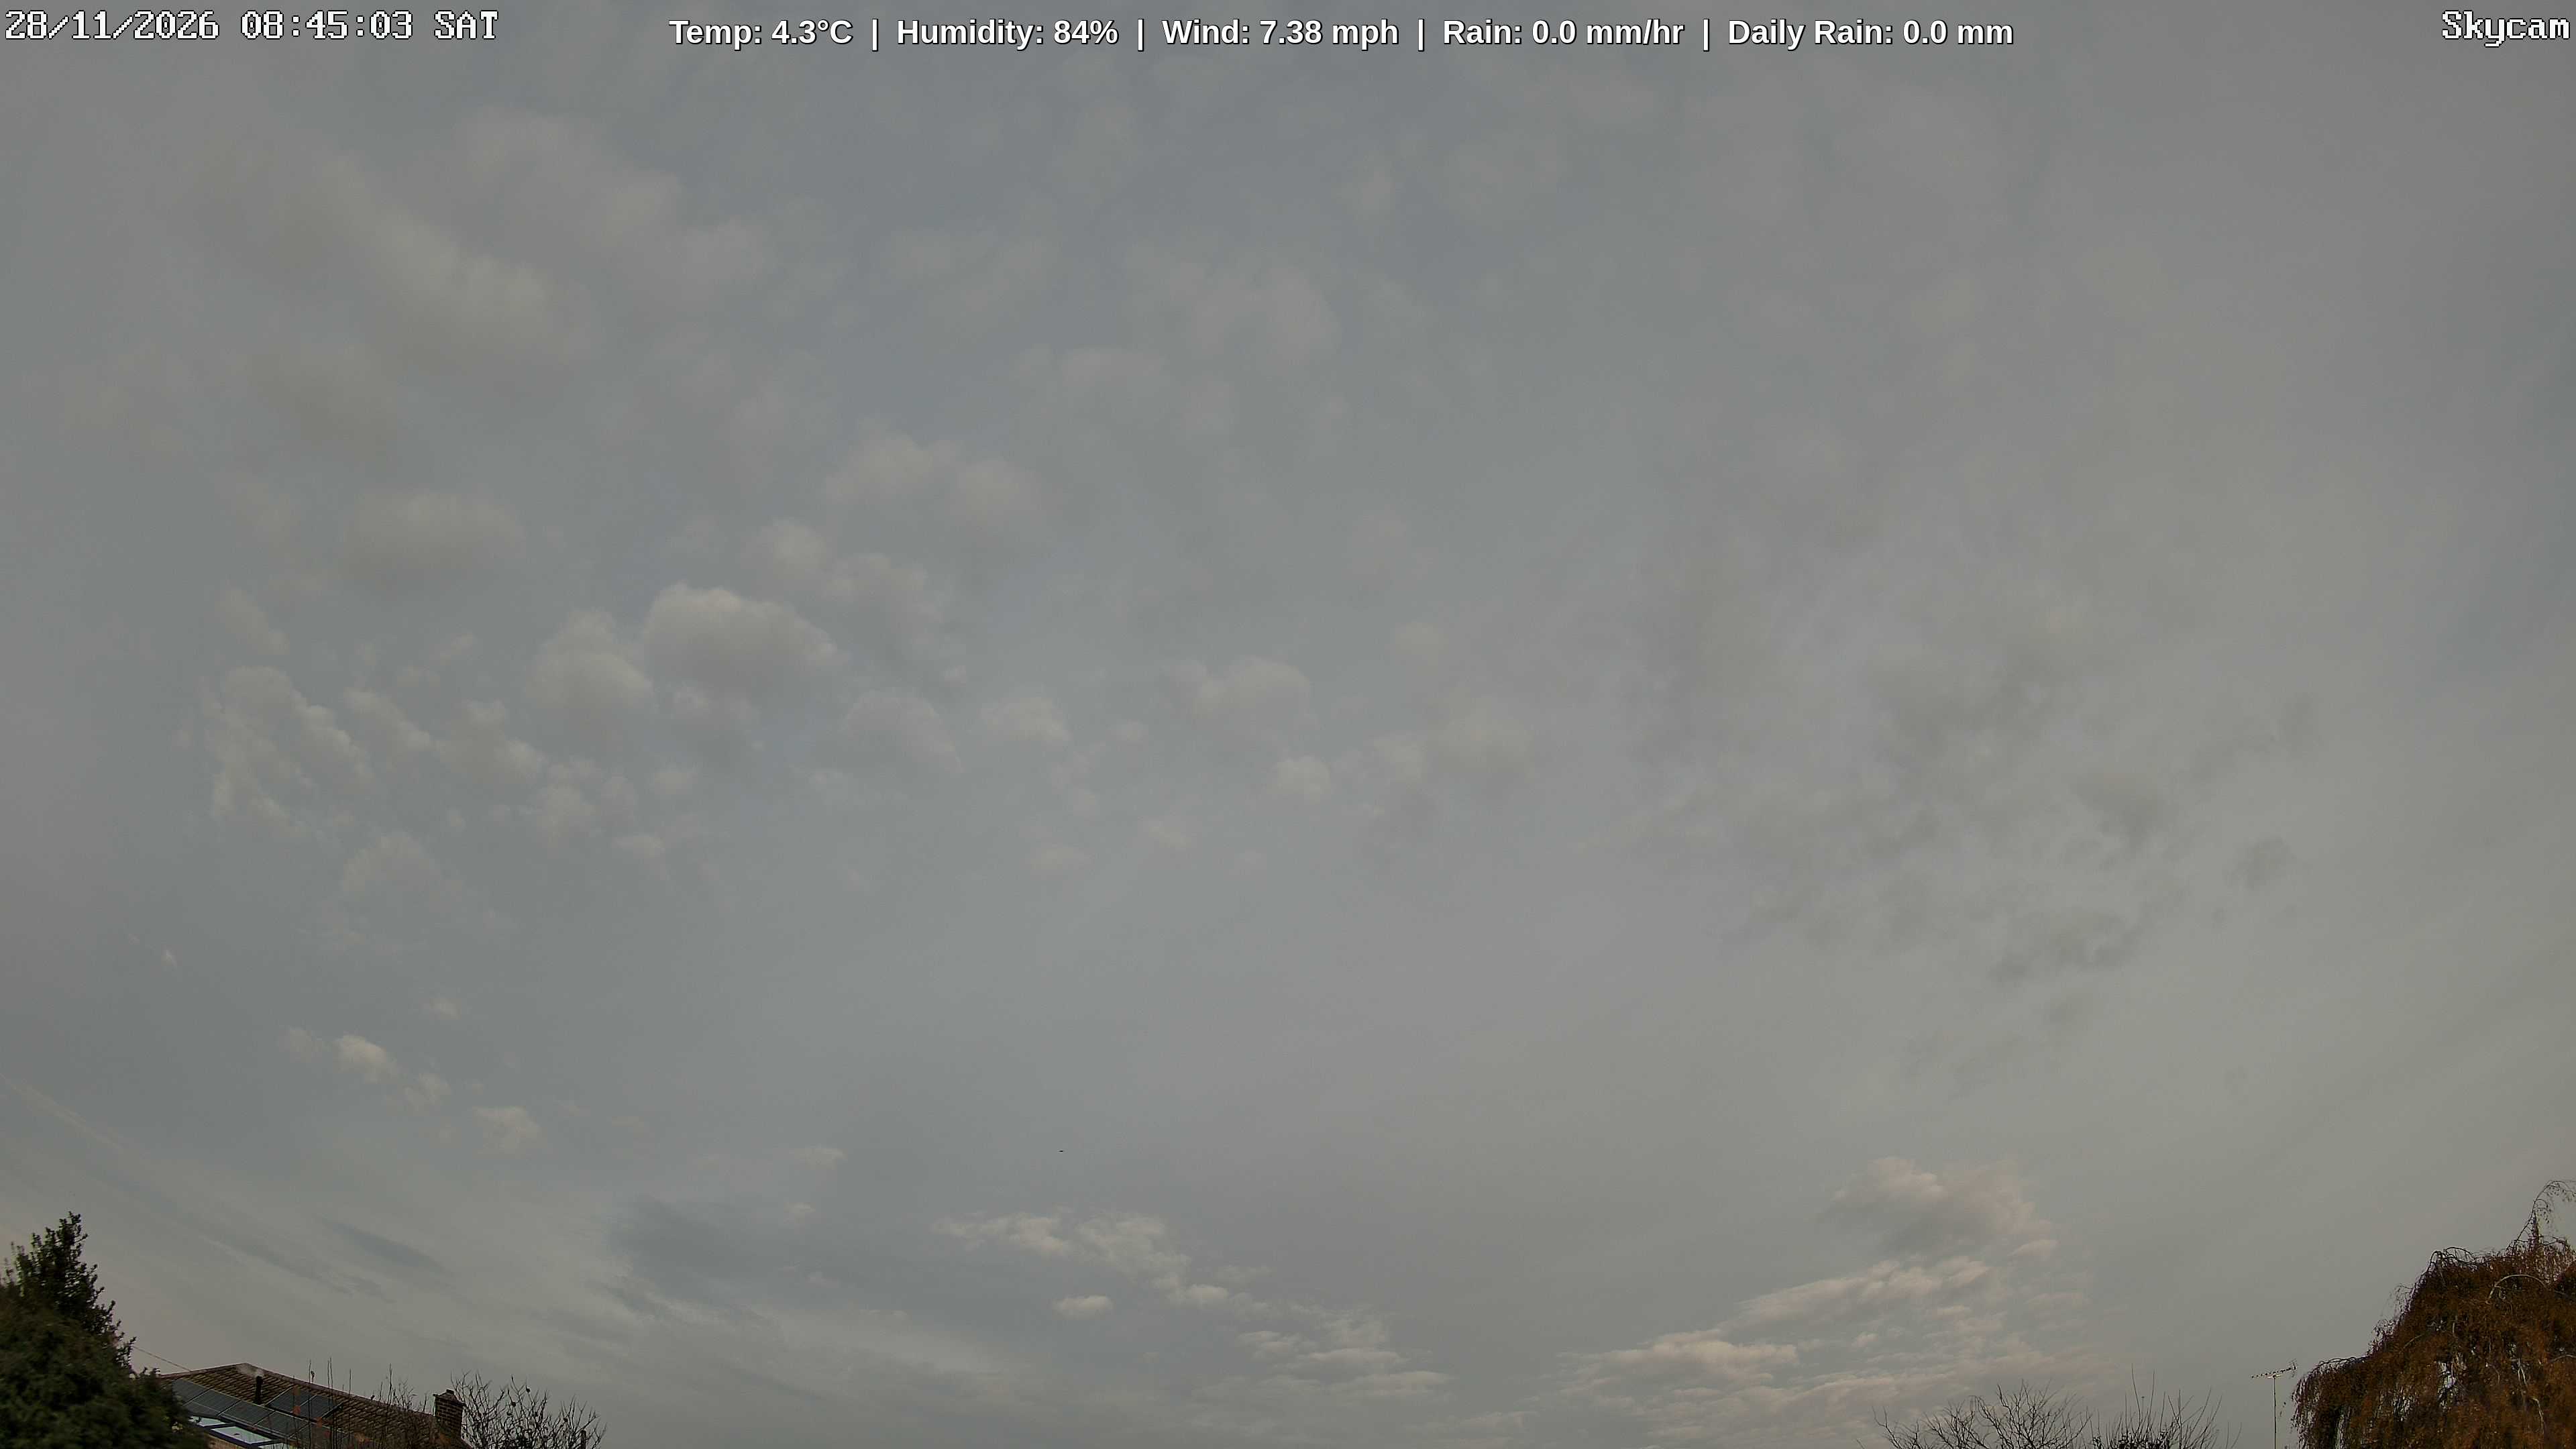 28/11/2026 08:45:03 SAT
Temp: 4.3°C | Humidity: 84% | Wind: 7.38 mph | Rain: 0.0 mm/hr | Daily Rain: 0.0 mm
Skycam